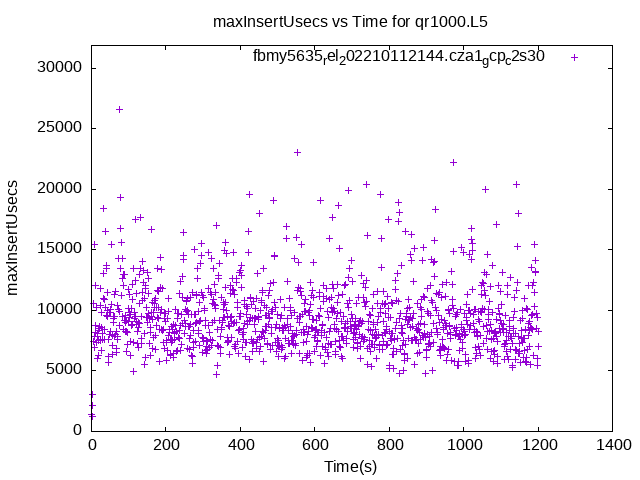 maxInsertUsecs vs Time for qr1000.L5
fbmy5635rel202210112144.cza1gcpc2s30
30000
25000
20000
15000
10000
5000
0
maxInsertUsecs
0 200 400 600 800 1000 1200 1400
Time(s)